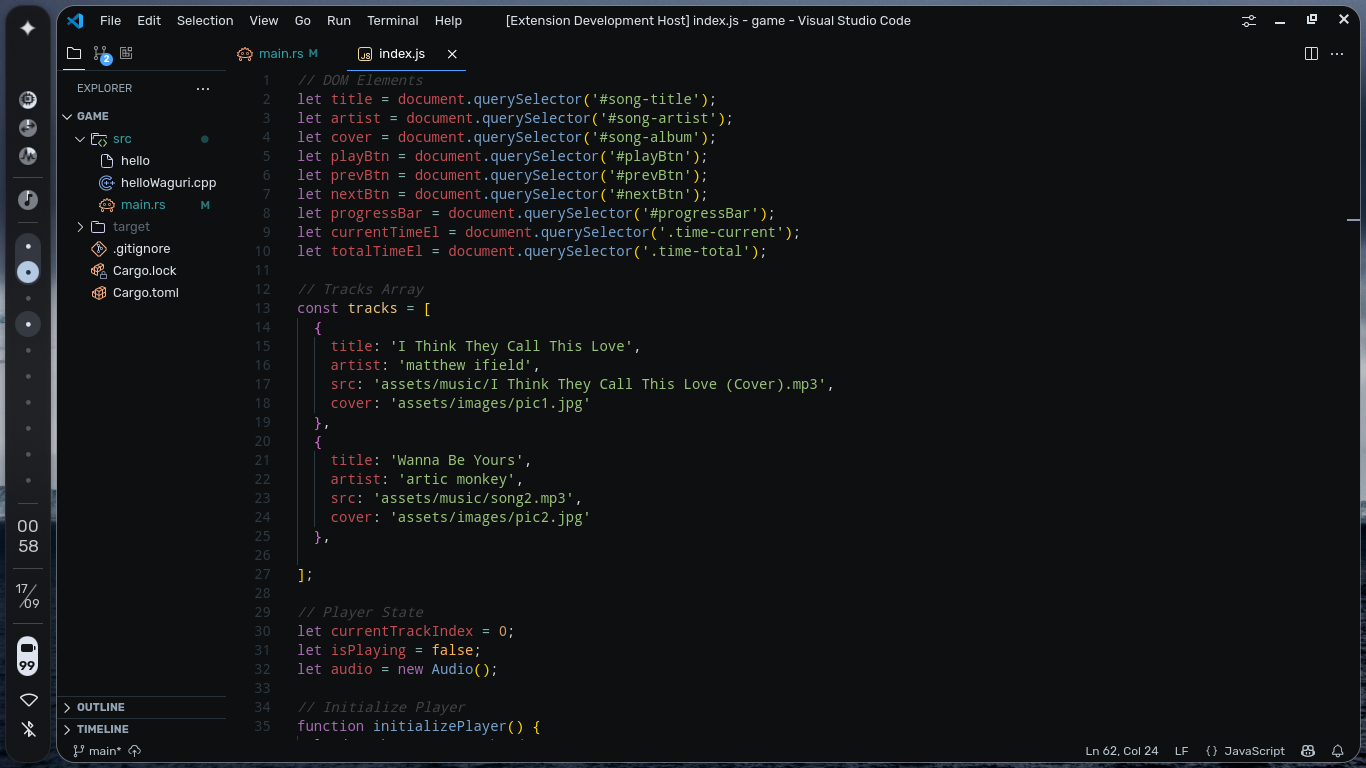 File Edit Selection View Go Run Terminal Help [Extension Development Host] index.js - game - Visual Studio Code
2
main.rs M index.js
EXPLORER
GAME
src
hello
helloWaguri.cpp
main.rs M
target
.gitignore
Cargo.lock
Cargo.toml
OUTLINE
TIMELINE
1 // DOM Elements
2 let title = document.querySelector('#song-title');
3 let artist = document.querySelector('#song-artist');
4 let cover = document.querySelector('#song-album');
5 let playBtn = document.querySelector('#playBtn');
6 let prevBtn = document.querySelector('#prevBtn');
7 let nextBtn = document.querySelector('#nextBtn');
8 let progressBar = document.querySelector('#progressBar');
9 let currentTimeEl = document.querySelector('.time-current');
10 let totalTimeEl = document.querySelector('.time-total');
11
12 // Tracks Array
13 const tracks = [
14 {
15 title: 'I Think They Call This Love',
16 artist: 'matthew ifield',
17 src: 'assets/music/I Think They Call This Love (Cover).mp3',
18 cover: 'assets/images/pic1.jpg'
19 },
20 {
21 title: 'Wanna Be Yours',
22 artist: 'artic monkey',
23 src: 'assets/music/song2.mp3',
24 cover: 'assets/images/pic2.jpg'
25 },
26
27 ];
28
29 // Player State
30 let currentTrackIndex = 0;
31 let isPlaying = false;
32 let audio = new Audio();
33
34 // Initialize Player
35 function initializePlayer() {
00
58
17/
09
99
main* Ln 62, Col 24 LF {} JavaScript